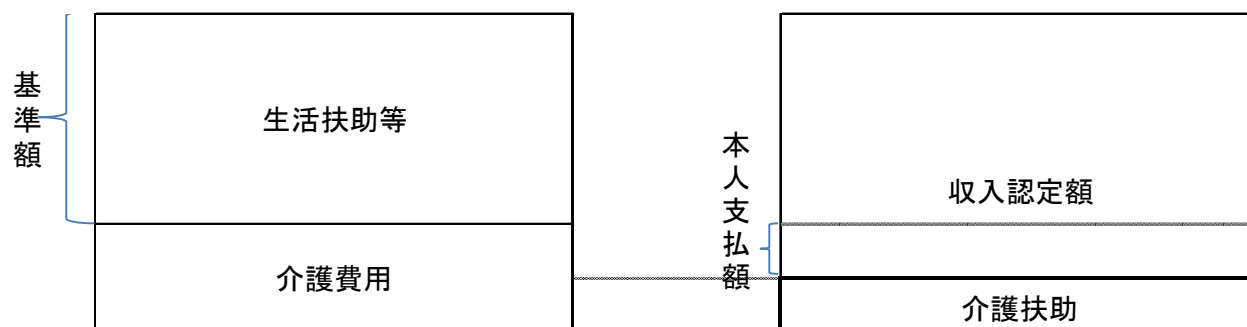 基準額
生活扶助等
介護費用
本人支払額
収入認定額
介護扶助